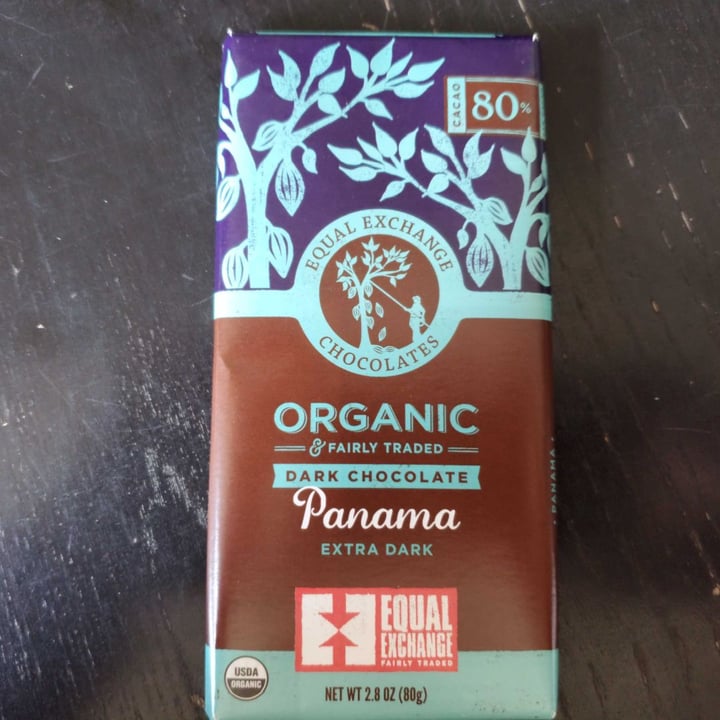 CACAO
80%
EQUAL EXCHANGE
CHOCOLATES
ORGANIC
& FAIRLY TRADED
DARK CHOCOLATE
Panama
EXTRA DARK
· PANAMA ·
EQUAL
EXCHANGE
FAIRLY TRADED
USDA
ORGANIC
NET WT 2.8 OZ (80g)